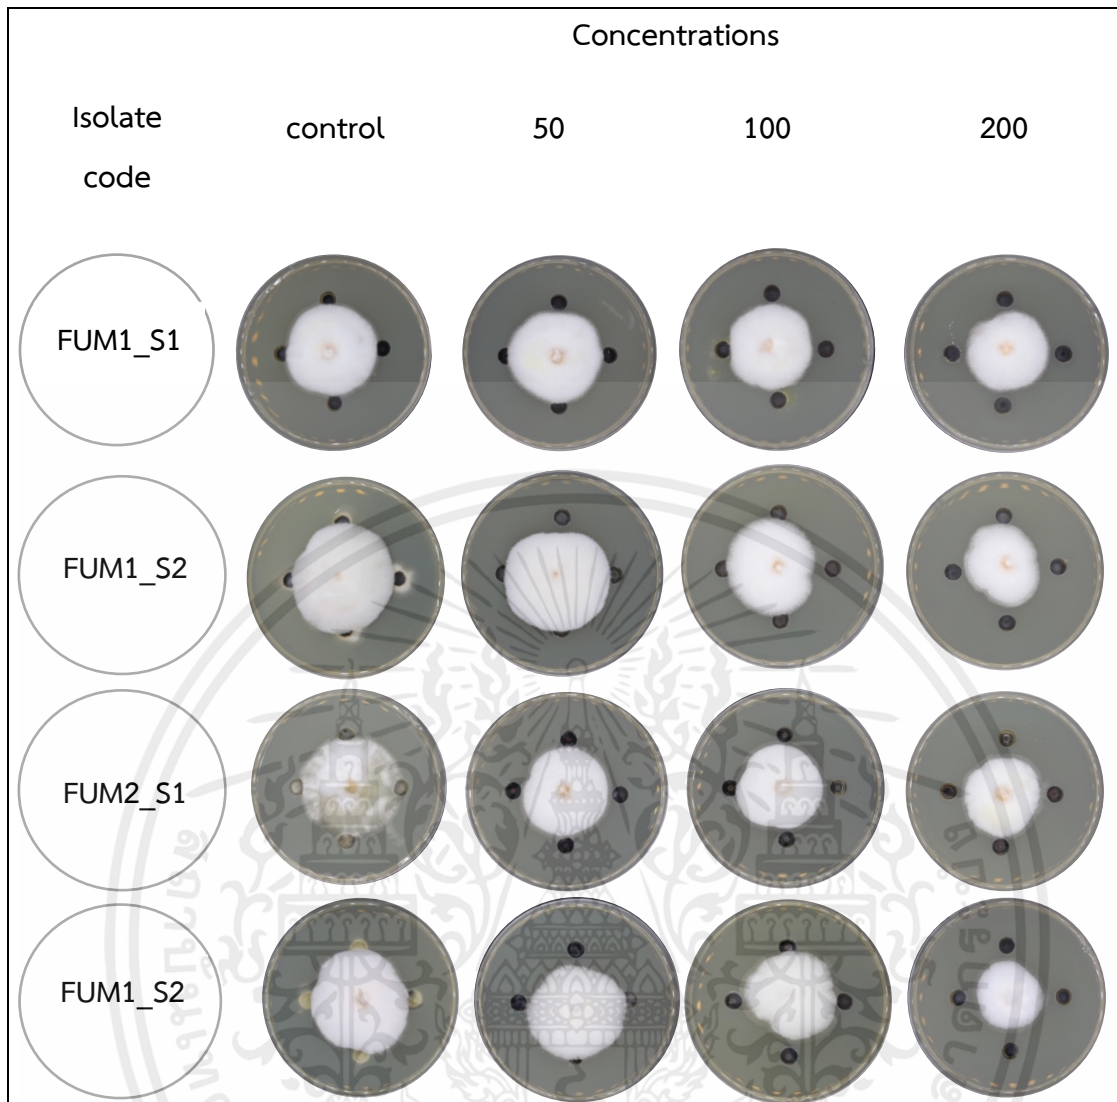 Concentrations
Isolate
code
control
50
100
200
FUM1_S1
FUM1_S2
FUM2_S1
FUM1_S2